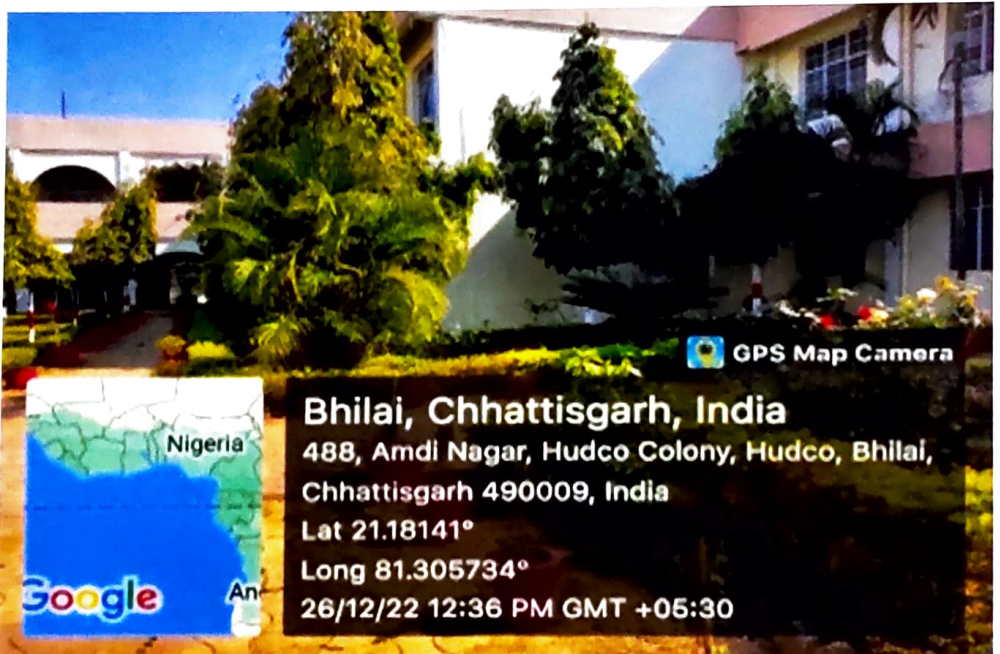 GPS Map Camera
Bhilai, Chhattisgarh, India
488, Amdi Nagar, Hudco Colony, Hudco, Bhilai,
Chhattisgarh 490009, India
Lat 21.18141°
Long 81.305734°
26/12/22 12:36 PM GMT +05:30
Nigeria
Google
An